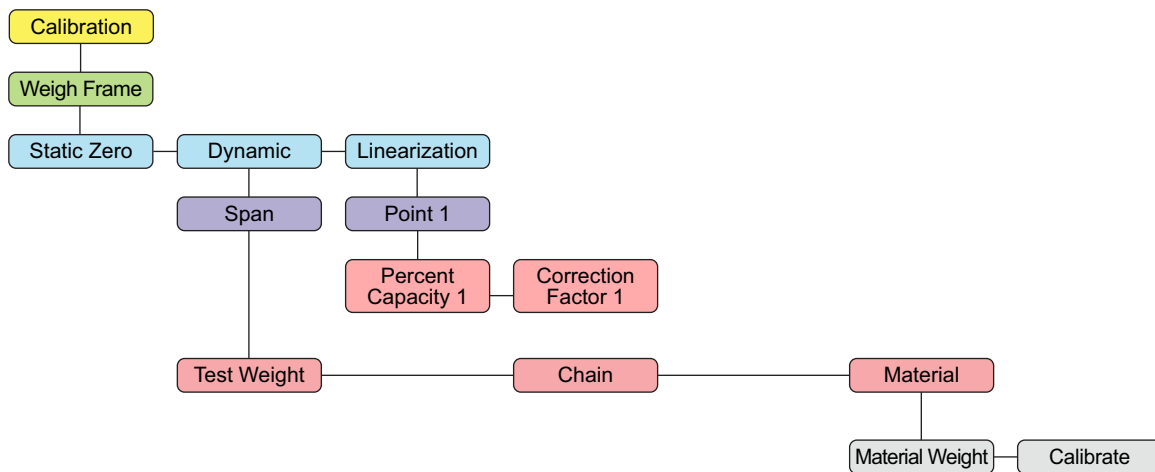 Calibration
Weigh Frame
Static Zero
Dynamic
Linearization
Span
Point 1
Percent
Capacity 1
Correction
Factor 1
Test Weight
Chain
Material
Material Weight
Calibrate